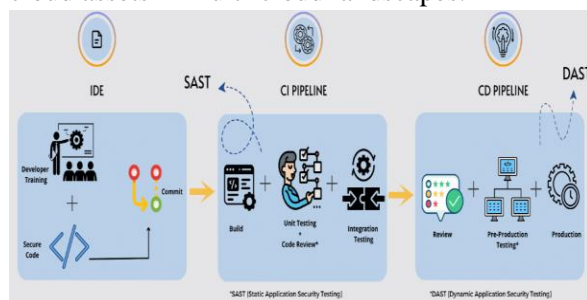 SAST
DAST
IDE
CI PIPELINE
CD PIPELINE
Developer
Training
+
Commit
Secure
Code
Build
+
Unit Testing
+
Code Review*
+
Integration
Testing
Review
+
Pre-Production
Testing*
+
Production
*SAST [Static Application Security Testing]
*DAST [Dynamic Application Security Testing]